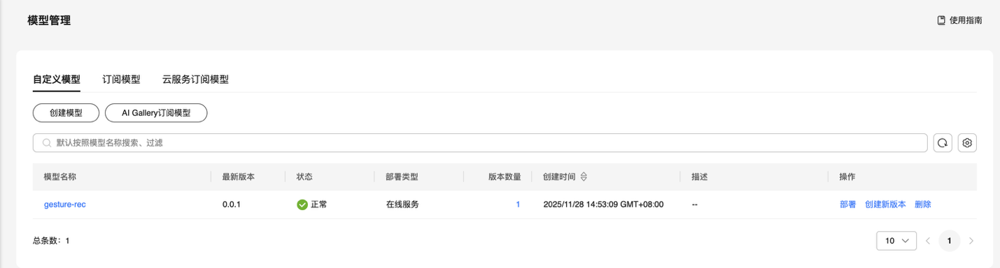 模型管理
使用指南
自定义模型 订阅模型 云服务订阅模型
创建模型 AI Gallery订阅模型
默认按照模型名称搜索、过滤
模型名称 最新版本 状态 部署类型 版本数量 创建时间 描述 操作
gesture-rec 0.0.1 正常 在线服务 1 2025/11/28 14:53:09 GMT+08:00 -- 部署 创建新版本 删除
总条数：1 10 1